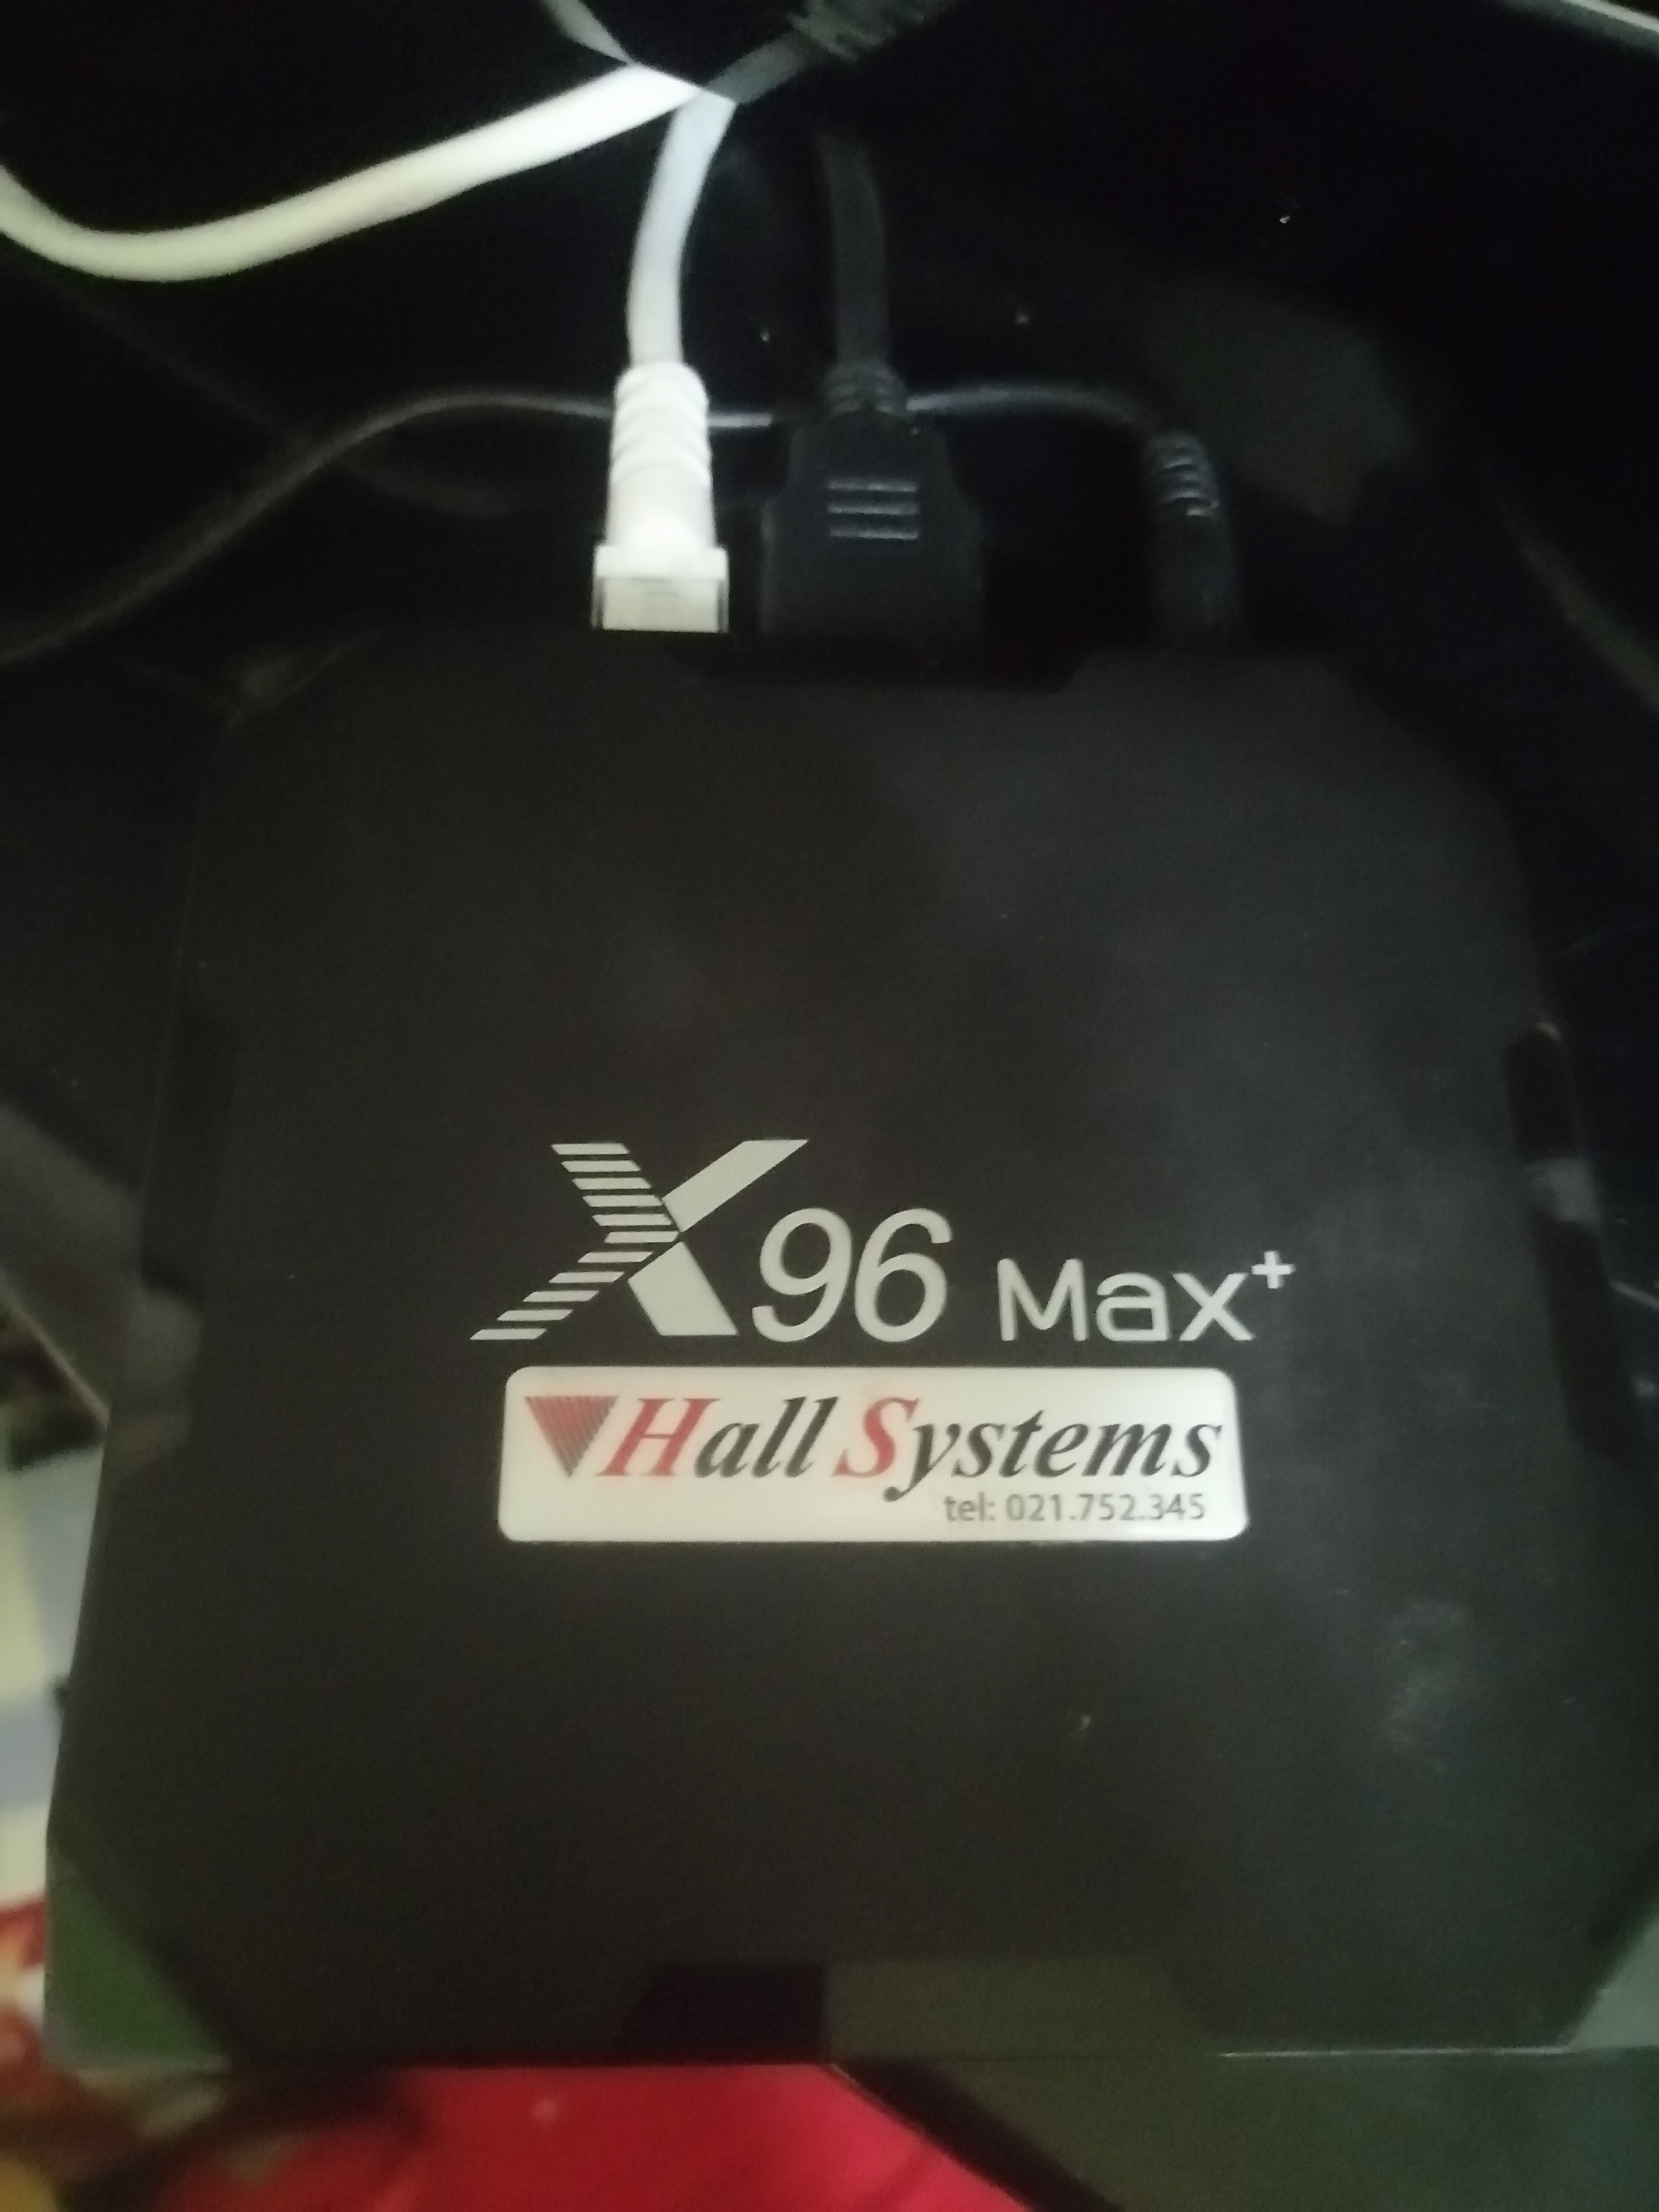 X96 Max+
Hall Systems
tel: 021.752.345